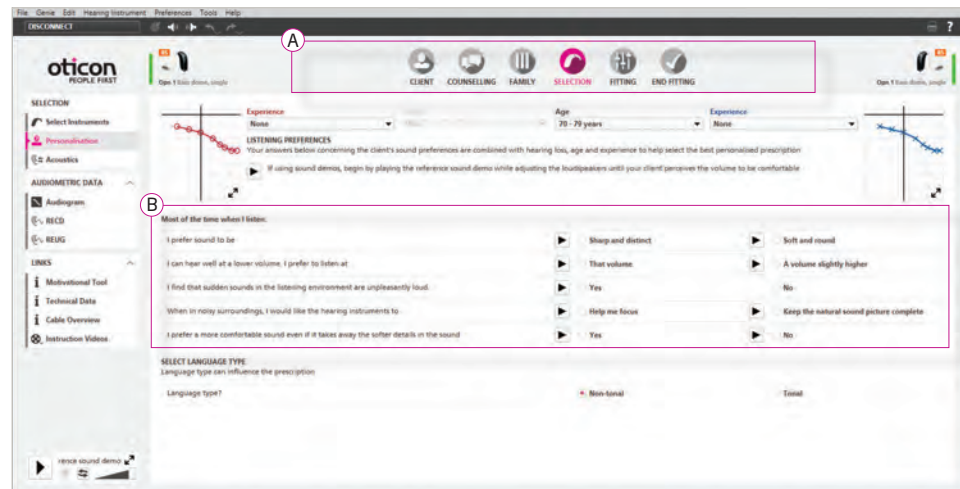 File Genie Edit Hearing Instrument Preferences Tools Help
DISCONNECT ?
A
oticon
PEOPLE FIRST
Opn 1
CLIENT COUNSELLING FAMILY SELECTION FITTING END FITTING
Opn 1
SELECTION
Select Instruments
Personalisation
Acoustics
AUDIOMETRIC DATA
Audiogram
RECD
REUG
LINKS
Motivational Tool
Technical Data
Cable Overview
Instruction Videos
rence sound demo
Experience Age Experience
None 70 - 79 years None
LISTENING PREFERENCES
Your answers below concerning the client's sound preferences are combined with hearing loss, age and experience to help select the best personalised prescription
If using sound demos, begin by playing the reference sound demo while adjusting the loudspeakers until your client perceives the volume to be comfortable
B
Most of the time when I listen:
I prefer sound to be Sharp and distinct Soft and round
I can hear well at a lower volume. I prefer to listen at That volume A volume slightly higher
I find that sudden sounds in the listening environment are unpleasantly loud. Yes No
When in noisy surroundings, I would like the hearing instruments to Help me focus Keep the natural sound picture complete
I prefer a more comfortable sound even if it takes away the softer details in the sound Yes No
SELECT LANGUAGE TYPE
Language type can influence the prescription
Language type? Non-tonal Tonal